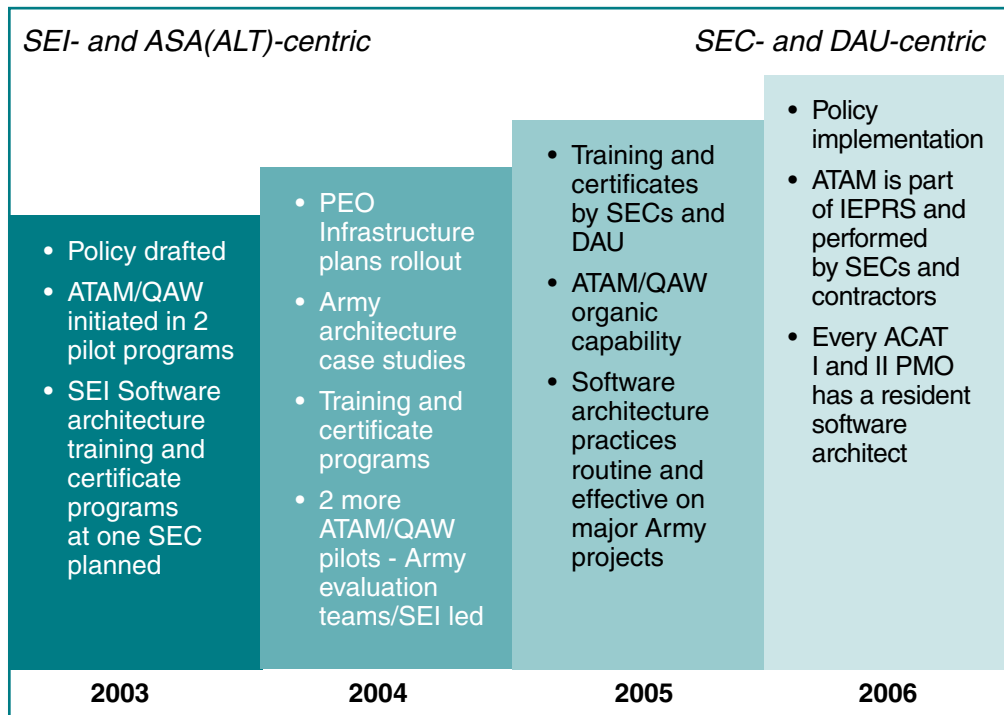 SEI- and ASA(ALT)-centric
SEC- and DAU-centric
• Policy drafted
• ATAM/QAW
initiated in 2
pilot programs
• SEI Software
architecture
training and
certificate
programs
at one SEC
planned
2003
• PEO
Infrastructure
plans rollout
• Army
architecture
case studies
• Training and
certificate
programs
• 2 more
ATAM/QAW
pilots - Army
evaluation
teams/SEI led
2004
• Training and
certificates
by SECs and
DAU
• ATAM/QAW
organic
capability
• Software
architecture
practices
routine and
effective on
major Army
projects
2005
• Policy
implementation
• ATAM is part
of IEPRS and
performed
by SECs and
contractors
• Every ACAT
I and II PMO
has a resident
software
architect
2006